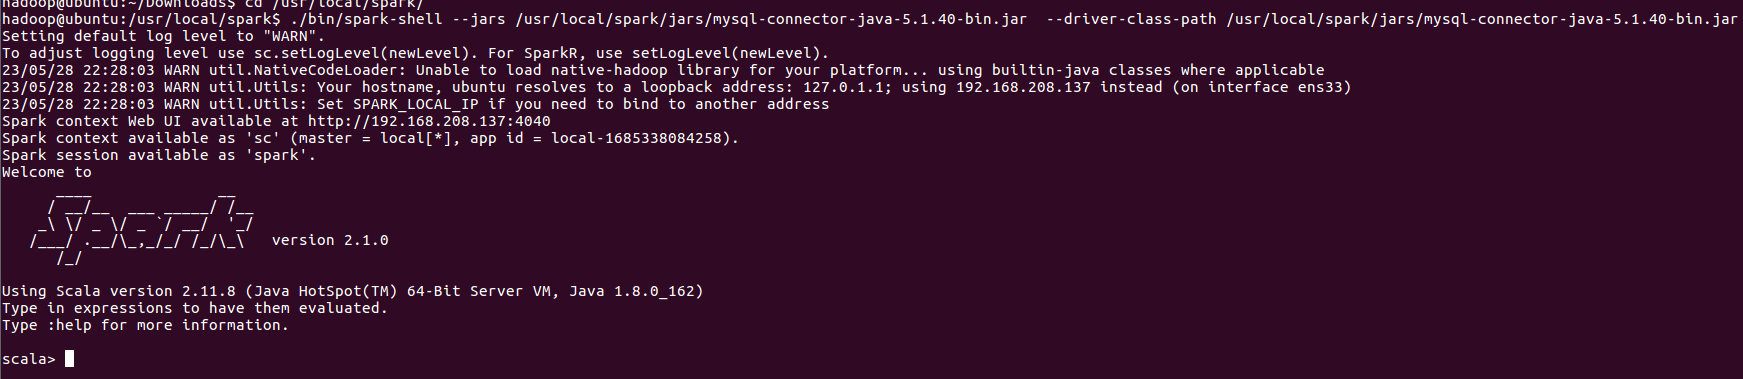 hadoop@ubuntu:~/Downloads$ cd /usr/local/spark/
hadoop@ubuntu:/usr/local/spark$ ./bin/spark-shell --jars /usr/local/spark/jars/mysql-connector-java-5.1.40-bin.jar  --driver-class-path /usr/local/spark/jars/mysql-connector-java-5.1.40-bin.jar
Setting default log level to "WARN".
To adjust logging level use sc.setLogLevel(newLevel). For SparkR, use setLogLevel(newLevel).
23/05/28 22:28:03 WARN util.NativeCodeLoader: Unable to load native-hadoop library for your platform... using builtin-java classes where applicable
23/05/28 22:28:03 WARN util.Utils: Your hostname, ubuntu resolves to a loopback address: 127.0.1.1; using 192.168.208.137 instead (on interface ens33)
23/05/28 22:28:03 WARN util.Utils: Set SPARK_LOCAL_IP if you need to bind to another address
Spark context Web UI available at http://192.168.208.137:4040
Spark context available as 'sc' (master = local[*], app id = local-1685338084258).
Spark session available as 'spark'.
Welcome to
      ____              __
     / __/__  ___ _____/ /__
    _\ \/ _ \/ _ `/ __/  '_/
   /___/ .__/\_,_/_/ /_/\_\   version 2.1.0
      /_/
Using Scala version 2.11.8 (Java HotSpot(TM) 64-Bit Server VM, Java 1.8.0_162)
Type in expressions to have them evaluated.
Type :help for more information.
scala>